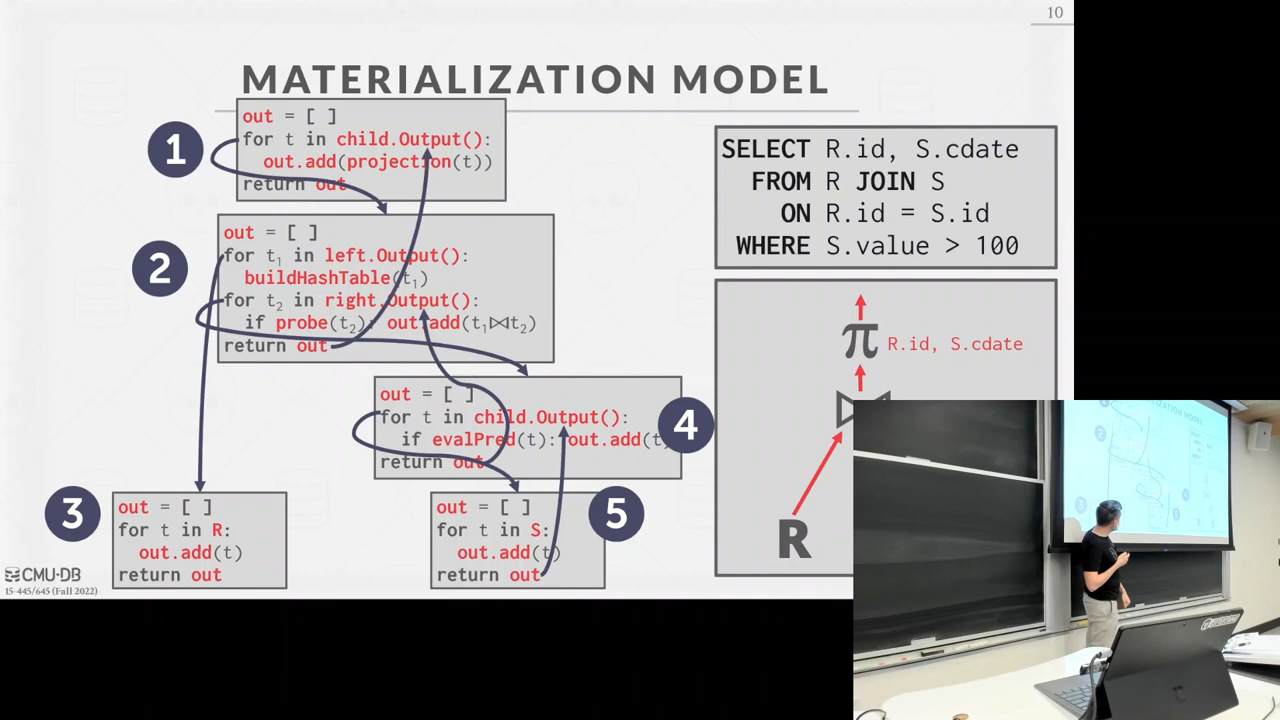 10
MATERIALIZATION MODEL
1
out = [ ]
for t in child.Output():
out.add(projection(t))
return out
2
out = [ ]
for t1 in left.Output():
buildHashTable(t1)
for t2 in right.Output():
if probe(t2): out.add(t1⋈t2)
return out
out = [ ]
for t in child.Output():
if evalPred(t): out.add(t
return out
4
3
out = [ ]
for t in R:
out.add(t)
return out
out = [ ]
for t in S:
out.add(t)
return out
5
SELECT R.id, S.cdate
FROM R JOIN S
ON R.id = S.id
WHERE S.value > 100
π R.id, S.cdate
⋈
R
CMU·DB
15-445/645 (Fall 2022)